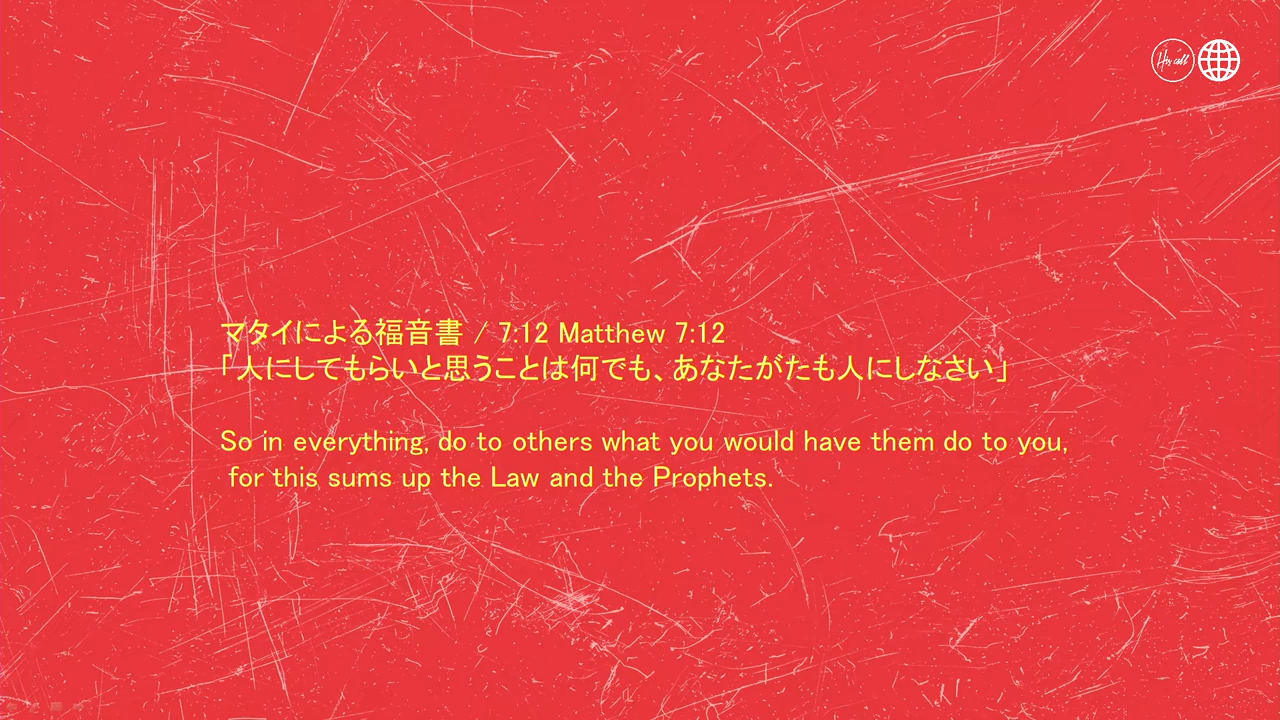 His call
マタイによる福音書 / 7:12 Matthew 7:12
「人にしてもらいと思うことは何でも、あなたがたも人にしなさい」
So in everything, do to others what you would have them do to you,
for this sums up the Law and the Prophets.